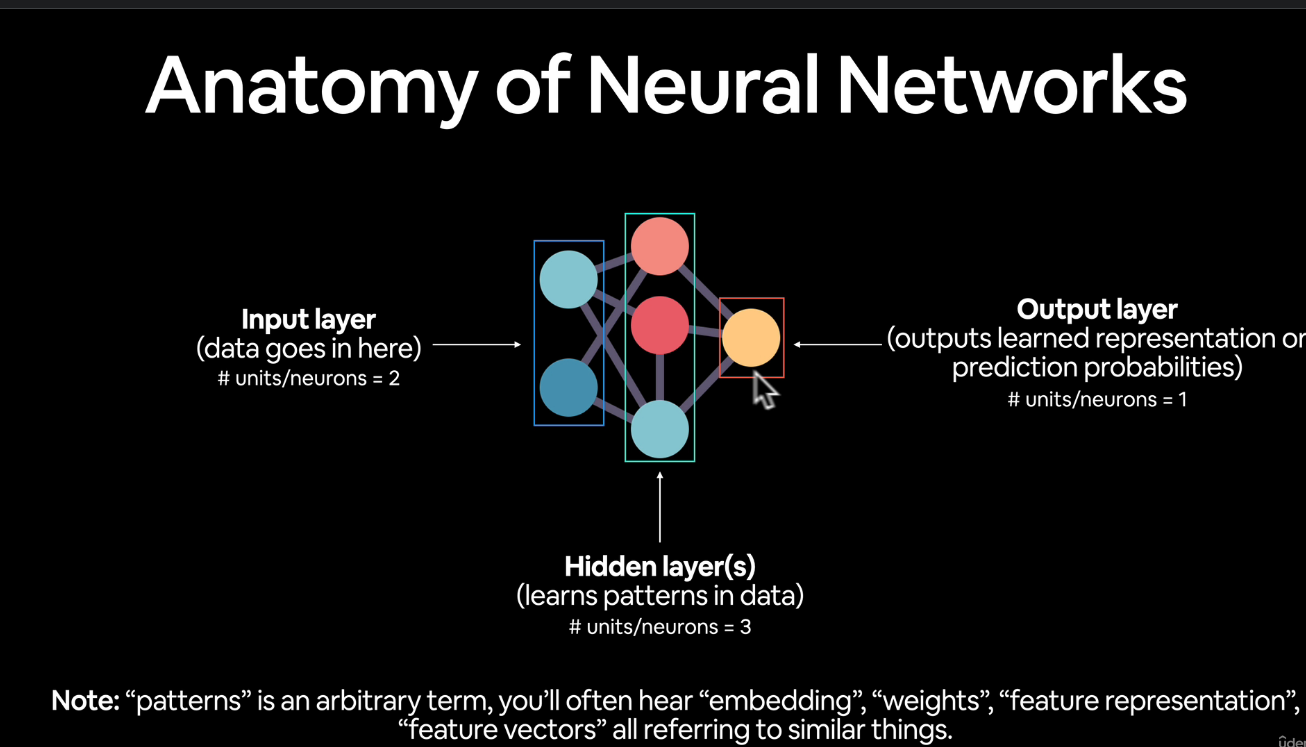 Anatomy of Neural Networks
Input layer
(data goes in here)
# units/neurons = 2
Output layer
(outputs learned representation or
prediction probabilities)
# units/neurons = 1
Hidden layer(s)
(learns patterns in data)
# units/neurons = 3
Note: “patterns” is an arbitrary term, you’ll often hear “embedding”, “weights”, “feature representation”,
“feature vectors” all referring to similar things.